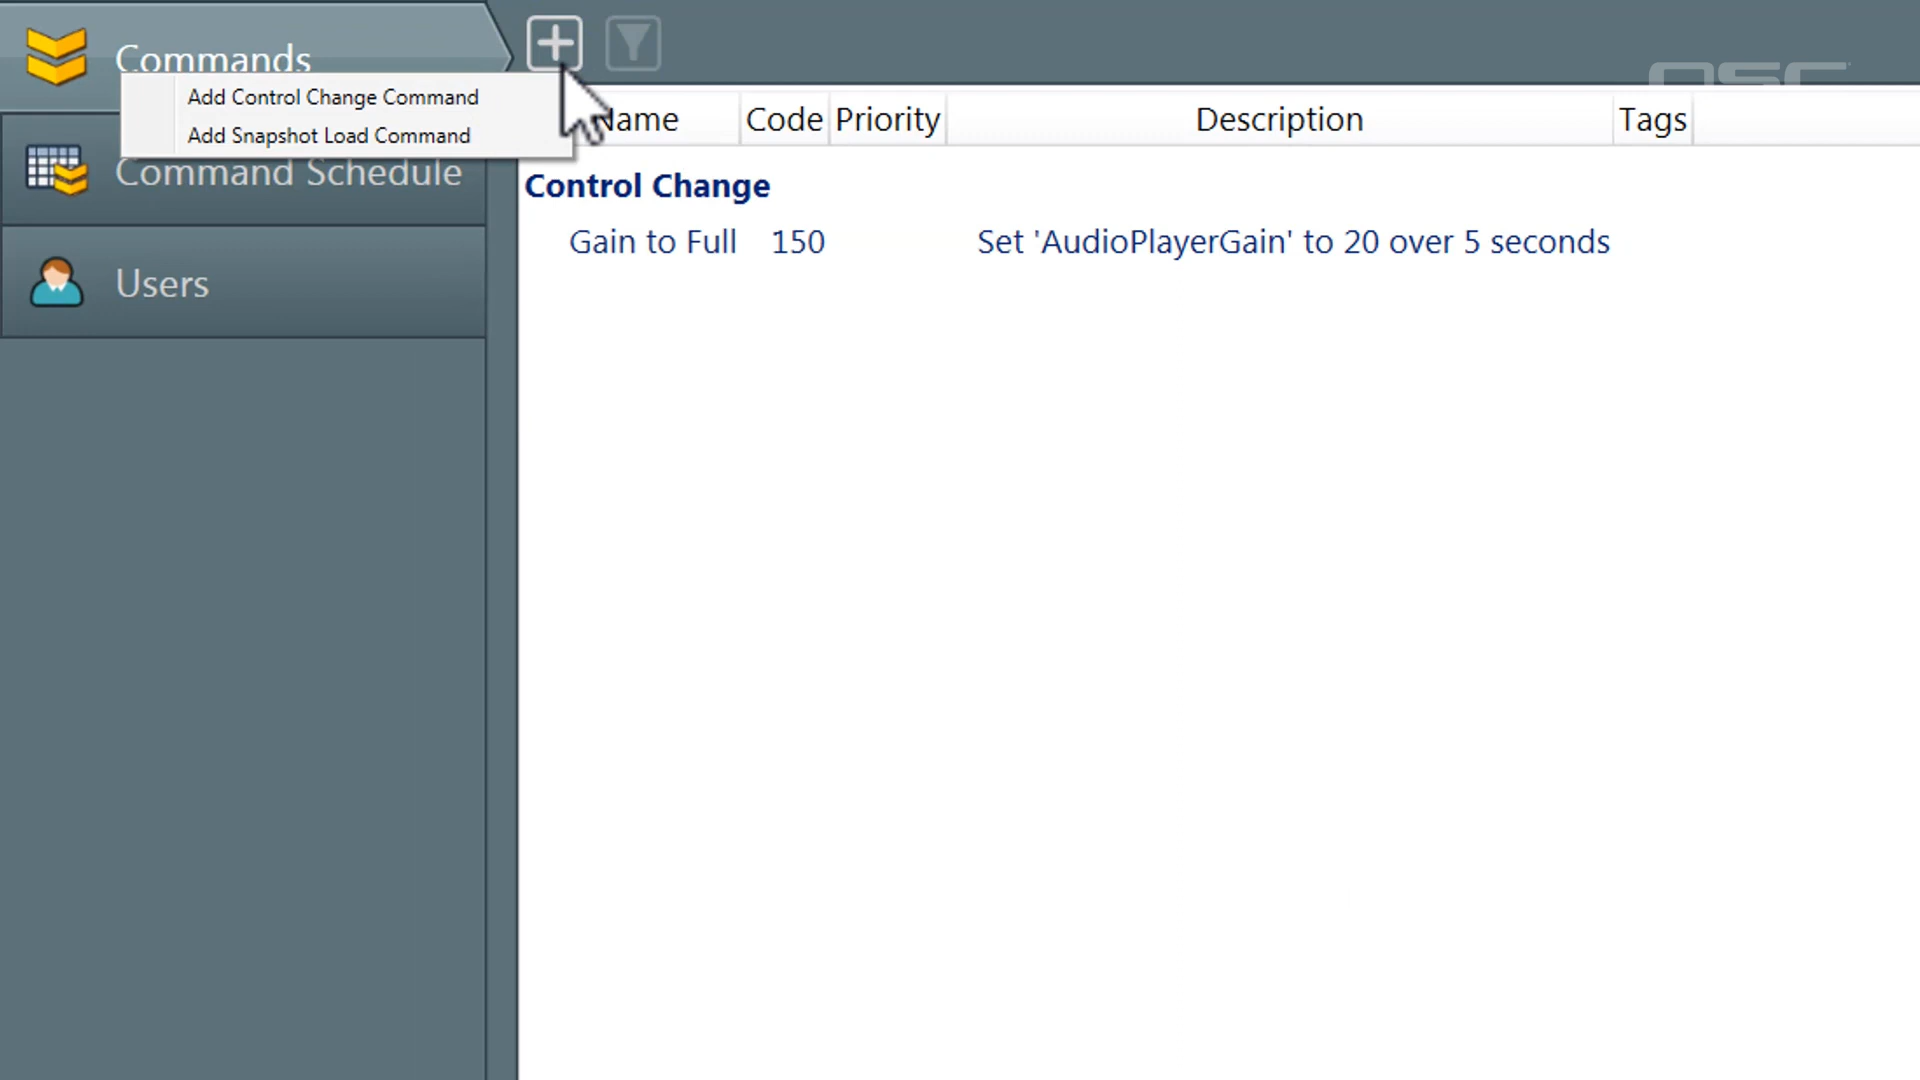 Commands
Add Control Change Command
Add Snapshot Load Command
Command Schedule
Users
QSC
Name Code Priority Description Tags
Control Change
Gain to Full 150 Set 'AudioPlayerGain' to 20 over 5 seconds